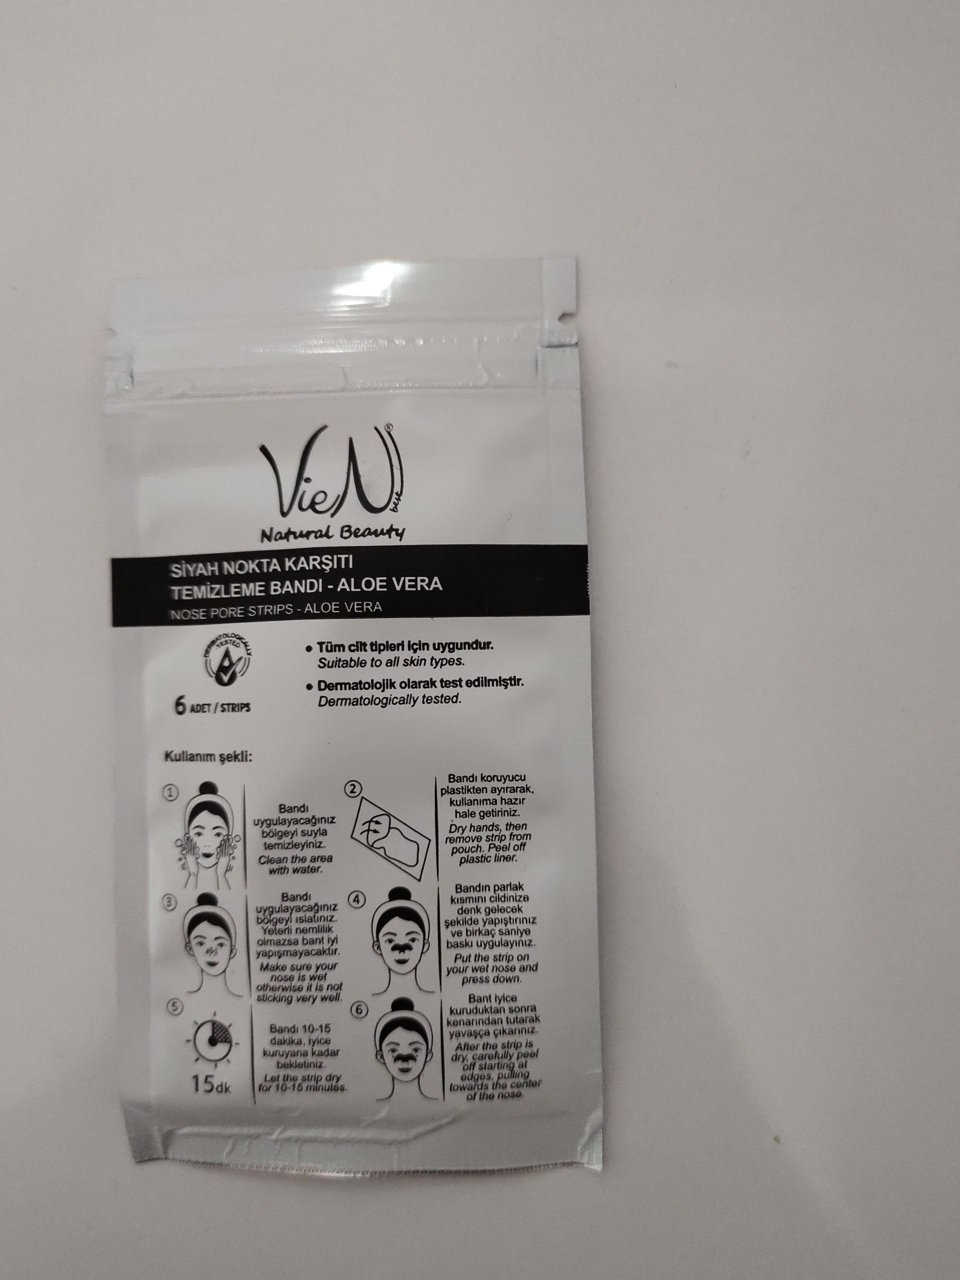 VieN®
base
Natural Beauty
SİYAH NOKTA KARŞITI
TEMİZLEME BANDI - ALOE VERA
NOSE PORE STRIPS - ALOE VERA
DERMATOLOGICALLY
TESTED
6 ADET / STRIPS
• Tüm cilt tipleri için uygundur.
Suitable to all skin types.
• Dermatolojik olarak test edilmiştir.
Dermatologically tested.
Kullanım şekli:
1
Bandı
uygulayacağınız
bölgeyi suyla
temizleyiniz.
Clean the area
with water.
2
Bandı koruyucu
plastikten ayırarak,
kullanıma hazır
hale getiriniz.
Dry hands, then
remove strip from
pouch. Peel off
plastic liner.
3
Bandı
uygulayacağınız
bölgeyi ıslatınız.
Yeterli nemlilik
olmazsa bant iyi
yapışmayacaktır.
Make sure your
nose is wet
otherwise it is not
sticking very well.
4
Bandın parlak
kısmını cildinize
denk gelecek
şekilde yapıştırınız
ve birkaç saniye
baskı uygulayınız.
Put the strip on
your wet nose and
press down.
5
15dk
Bandı 10-15
dakika, iyice
kuruyana kadar
bekletiniz.
Let the strip dry
for 10-15 minutes.
6
Bant iyice
kuruduktan sonra
kenarından tutarak
yavaşça çıkarınız.
After the strip is
dry, carefully peel
off starting at
edges, pulling
towards the center
of the nose.